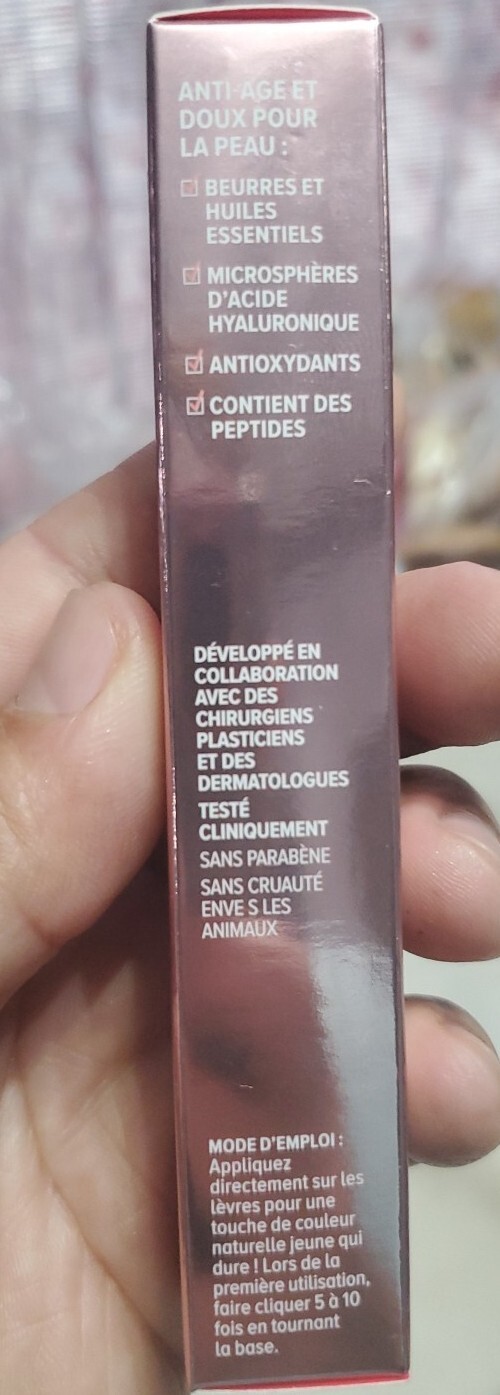 ANTI-ÂGE ET
DOUX POUR
LA PEAU :
BEURRES ET
HUILES
ESSENTIELS
MICROSPHÈRES
D'ACIDE
HYALURONIQUE
ANTIOXYDANTS
CONTIENT DES
PEPTIDES
DÉVELOPPÉ EN
COLLABORATION
AVEC DES
CHIRURGIENS
PLASTICIENS
ET DES
DERMATOLOGUES
TESTÉ
CLINIQUEMENT
SANS PARABÈNE
SANS CRUAUTÉ
ENVE S LES
ANIMAUX
MODE D'EMPLOI :
Appliquez
directement sur les
lèvres pour une
touche de couleur
naturelle jeune qui
dure ! Lors de la
première utilisation,
faire cliquer 5 à 10
fois en tournant
la base.